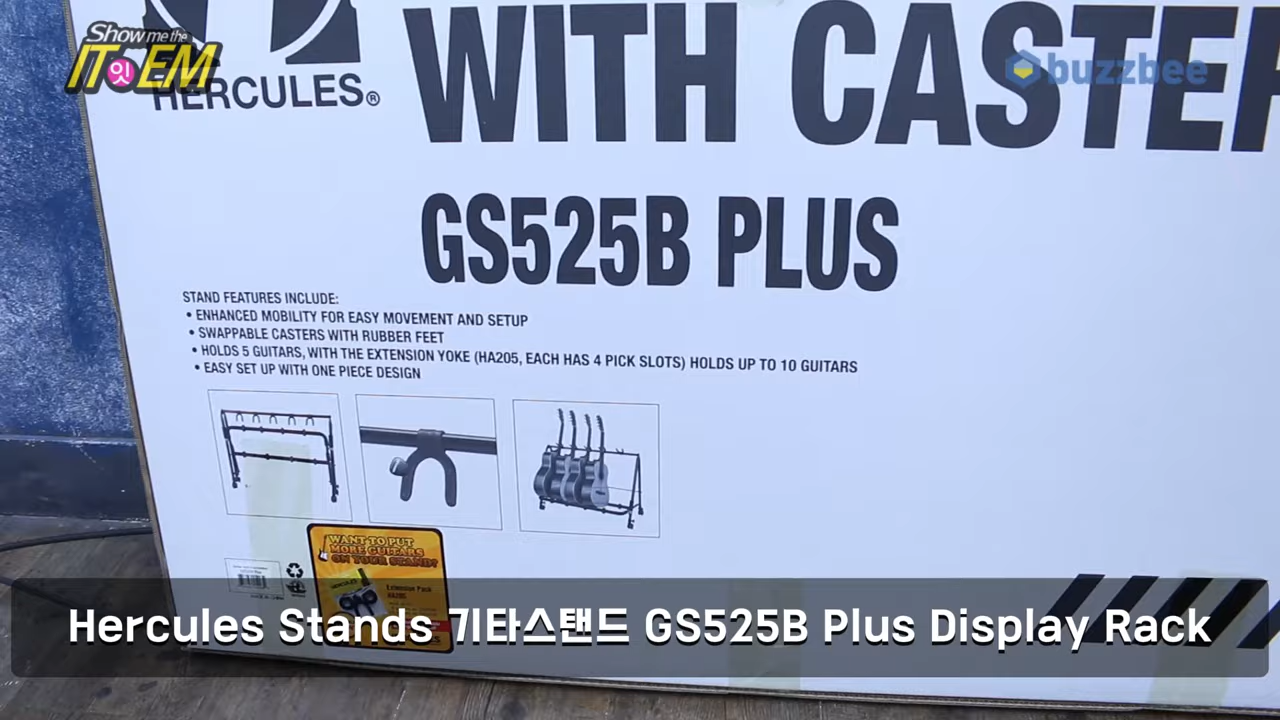 Show me the
IT잇EM
HERCULES®
WITH CASTER
buzzbee
GS525B PLUS
STAND FEATURES INCLUDE:
• ENHANCED MOBILITY FOR EASY MOVEMENT AND SETUP
• SWAPPABLE CASTERS WITH RUBBER FEET
• HOLDS 5 GUITARS, WITH THE EXTENSION YOKE (HA205, EACH HAS 4 PICK SLOTS) HOLDS UP TO 10 GUITARS
• EASY SET UP WITH ONE PIECE DESIGN
WANT TO PUT
MORE GUITARS
ON YOUR STAND?
HERCULES
Extension Pack
HA205
Hercules Stands 기타스탠드 GS525B Plus Display Rack